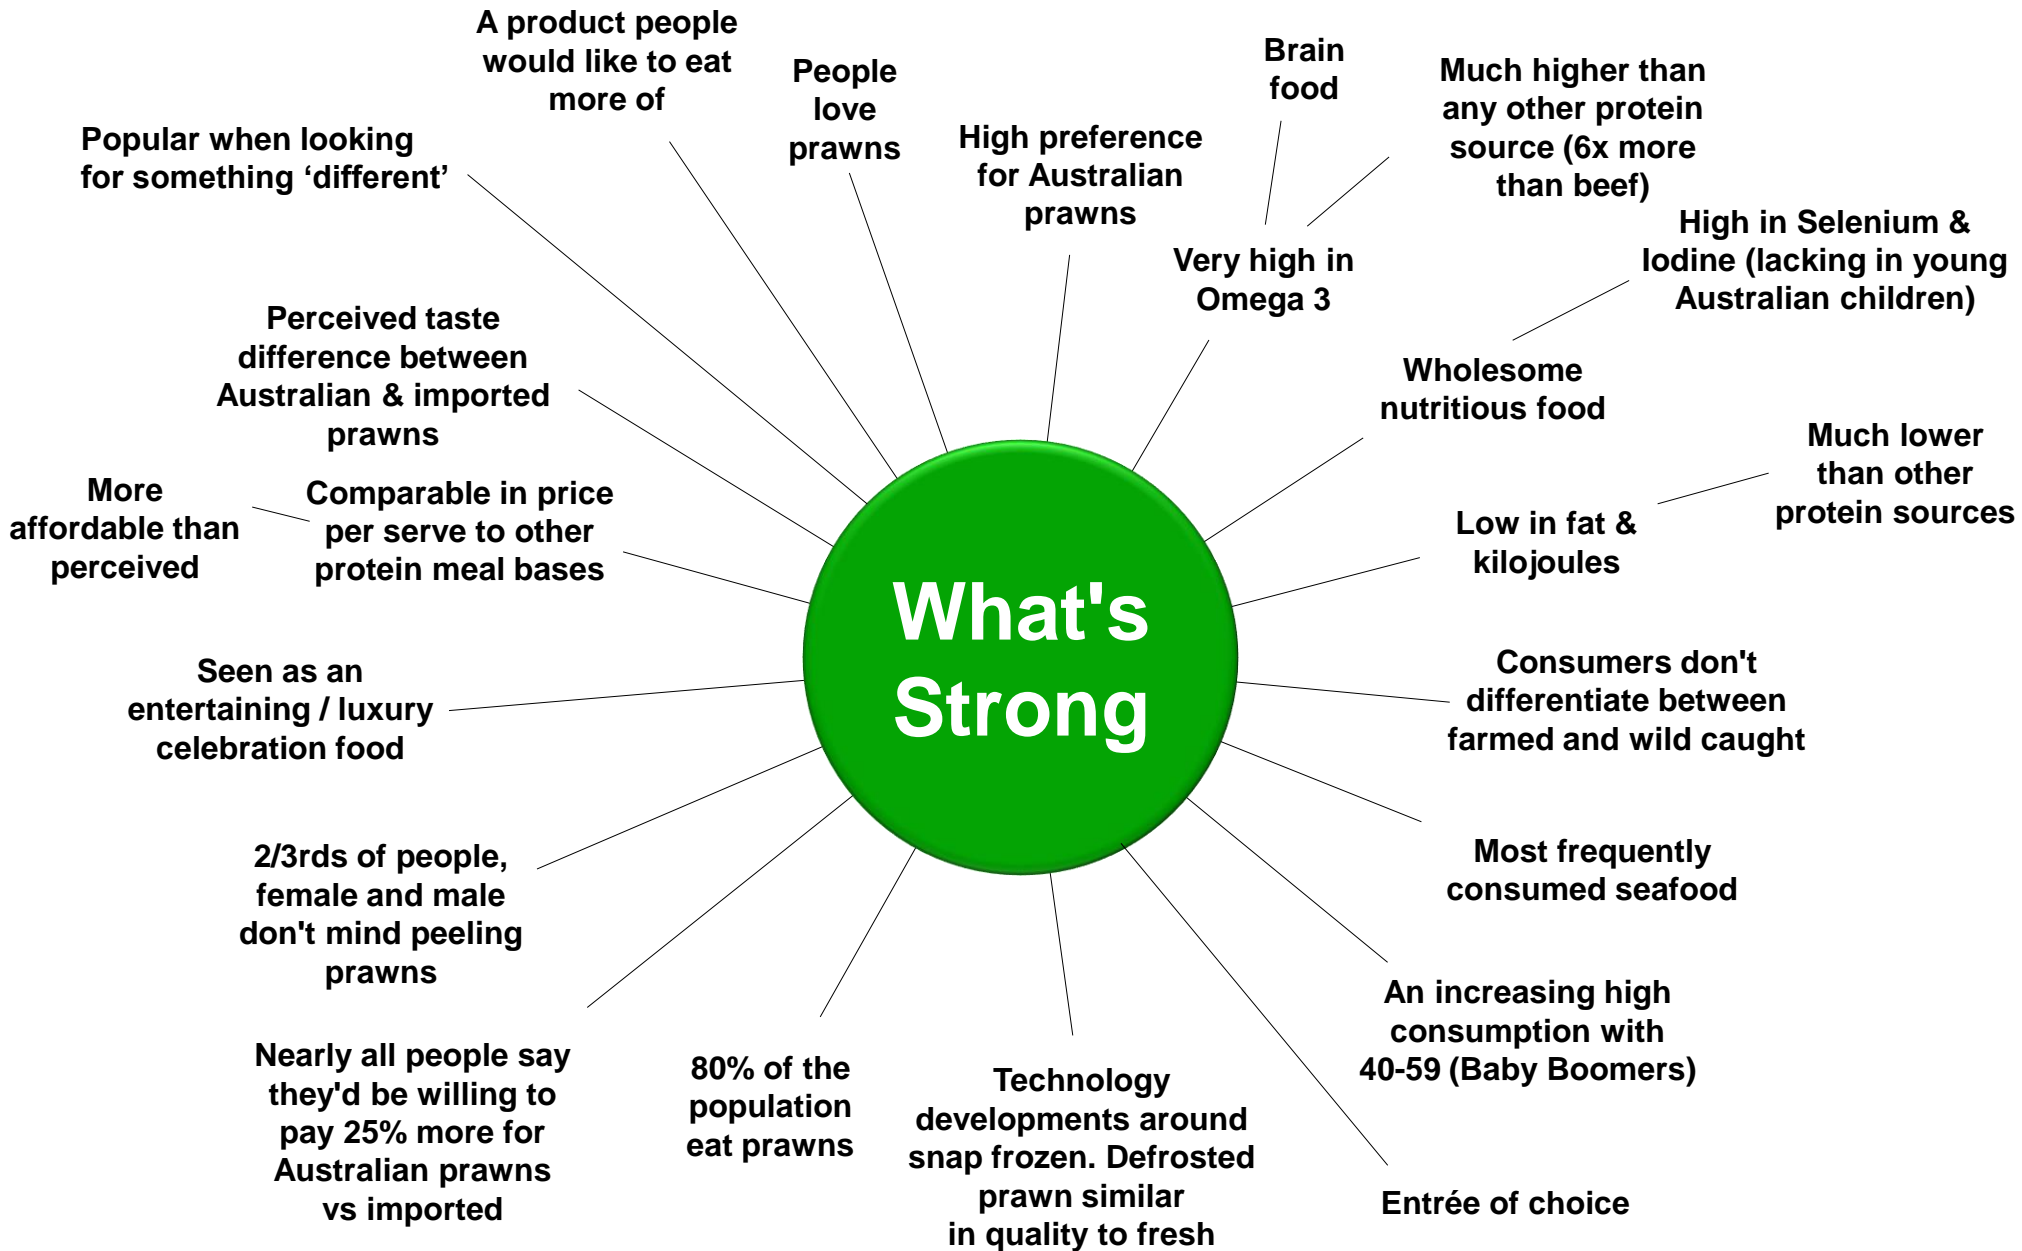 A product people
would like to eat
more of
People
love
prawns
Brain
food
Much higher than
any other protein
source (6x more
than beef)
Popular when looking
for something ‘different’
High preference
for Australian
prawns
High in Selenium &
Iodine (lacking in young
Australian children)
Very high in
Omega 3
Perceived taste
difference between
Australian & imported
prawns
Wholesome
nutritious food
Much lower
than other
protein sources
More
affordable than
perceived
Comparable in price
per serve to other
protein meal bases
Low in fat &
kilojoules
What's
Strong
Seen as an
entertaining / luxury
celebration food
Consumers don't
differentiate between
farmed and wild caught
2/3rds of people,
female and male
don't mind peeling
prawns
Most frequently
consumed seafood
An increasing high
consumption with
40-59 (Baby Boomers)
Nearly all people say
they'd be willing to
pay 25% more for
Australian prawns
vs imported
80% of the
population
eat prawns
Technology
developments around
snap frozen. Defrosted
prawn similar
in quality to fresh
Entrée of choice